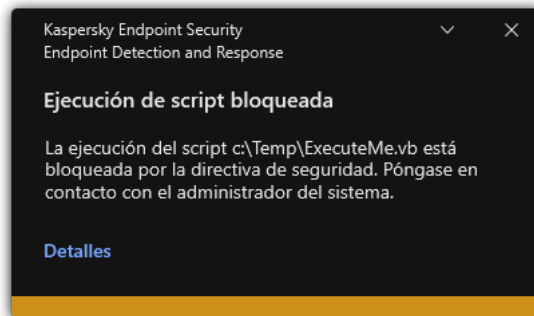 Kaspersky Endpoint Security
Endpoint Detection and Response
Ejecución de script bloqueada
La ejecución del script c:\Temp\ExecuteMe.vb está
bloqueada por la directiva de seguridad. Póngase en
contacto con el administrador del sistema.
Detalles